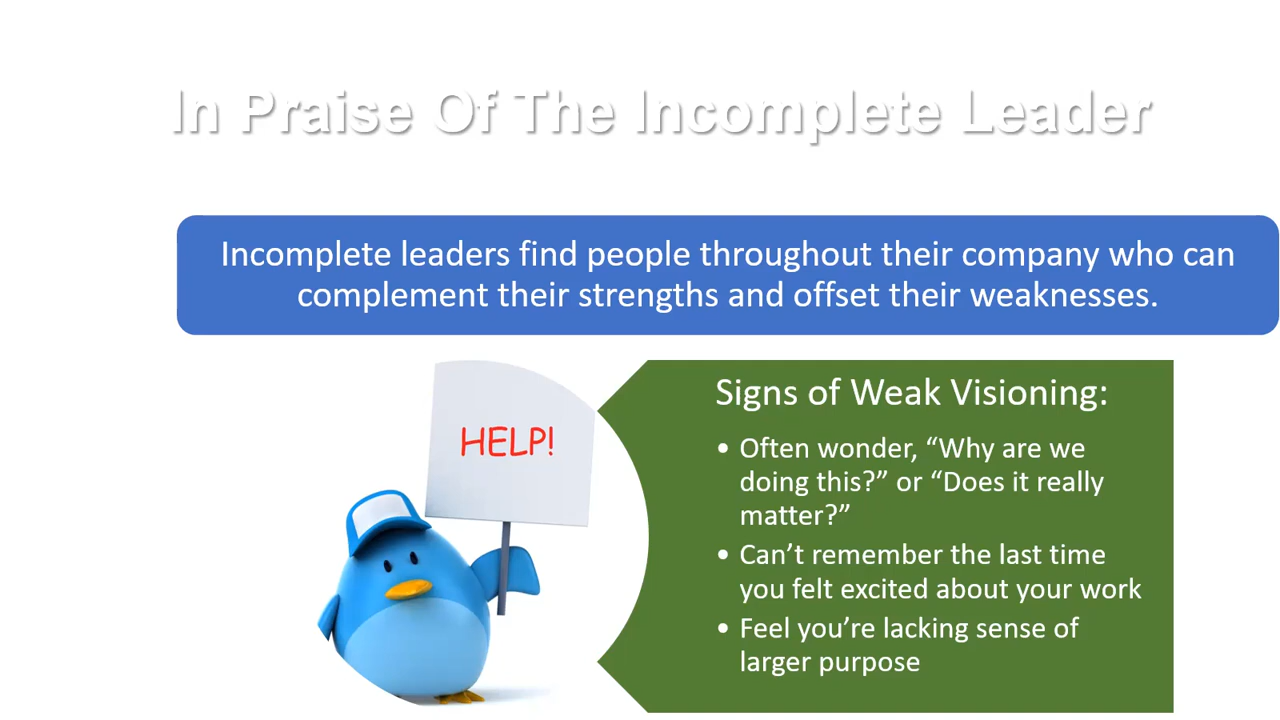 In Praise Of The Incomplete Leader
Incomplete leaders find people throughout their company who can
complement their strengths and offset their weaknesses.
HELP!
Signs of Weak Visioning:
• Often wonder, “Why are we
doing this?” or “Does it really
matter?”
• Can’t remember the last time
you felt excited about your work
• Feel you’re lacking sense of
larger purpose